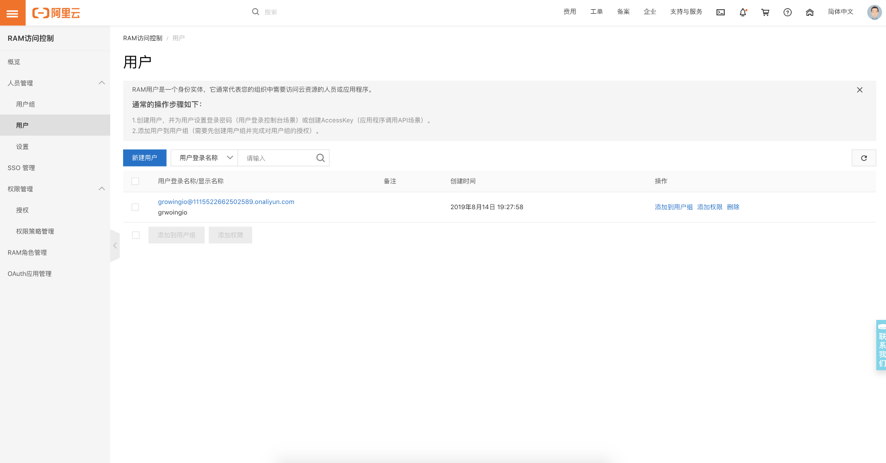 阿里云
搜索
费用 工单 备案 企业 支持与服务 简体中文
RAM访问控制
概览
人员管理
用户组
用户
设置
SSO 管理
权限管理
授权
权限策略管理
RAM角色管理
OAuth应用管理
RAM访问控制 / 用户
用户
RAM用户是一个身份实体，它通常代表您的组织中需要访问云资源的人员或应用程序。
通常的操作步骤如下：
1.创建用户，并为用户设置登录密码（用户登录控制台场景）或创建AccessKey（应用程序调用API场景）。
2.添加用户到用户组（需要先创建用户组并完成对用户组的授权）。
新建用户 用户登录名称 请输入
用户登录名称/显示名称 备注 创建时间 操作
growingio@1115522662502589.onaliyun.com
grwoingio
2019年8月14日 19:27:58
添加到用户组 添加权限 删除
添加到用户组 添加权限
联系我们